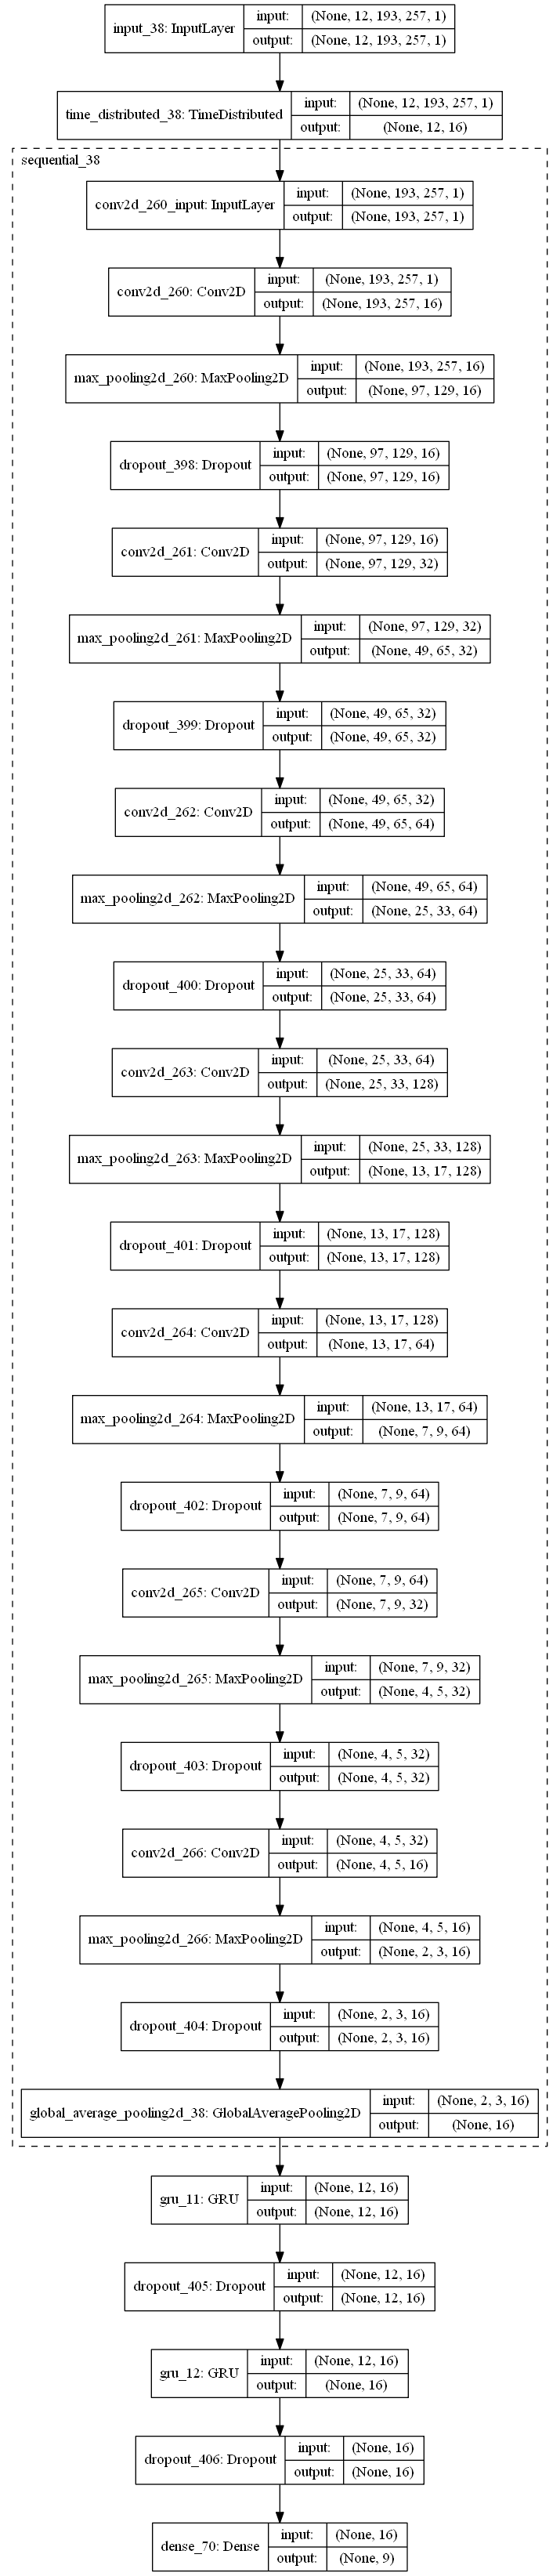 input_38: InputLayer
input:
(None, 12, 193, 257, 1)
output:
(None, 12, 193, 257, 1)
time_distributed_38: TimeDistributed
input:
(None, 12, 193, 257, 1)
output:
(None, 12, 16)
sequential_38
conv2d_260_input: InputLayer
input:
(None, 193, 257, 1)
output:
(None, 193, 257, 1)
conv2d_260: Conv2D
input:
(None, 193, 257, 1)
output:
(None, 193, 257, 16)
max_pooling2d_260: MaxPooling2D
input:
(None, 193, 257, 16)
output:
(None, 97, 129, 16)
dropout_398: Dropout
input:
(None, 97, 129, 16)
output:
(None, 97, 129, 16)
conv2d_261: Conv2D
input:
(None, 97, 129, 16)
output:
(None, 97, 129, 32)
max_pooling2d_261: MaxPooling2D
input:
(None, 97, 129, 32)
output:
(None, 49, 65, 32)
dropout_399: Dropout
input:
(None, 49, 65, 32)
output:
(None, 49, 65, 32)
conv2d_262: Conv2D
input:
(None, 49, 65, 32)
output:
(None, 49, 65, 64)
max_pooling2d_262: MaxPooling2D
input:
(None, 49, 65, 64)
output:
(None, 25, 33, 64)
dropout_400: Dropout
input:
(None, 25, 33, 64)
output:
(None, 25, 33, 64)
conv2d_263: Conv2D
input:
(None, 25, 33, 64)
output:
(None, 25, 33, 128)
max_pooling2d_263: MaxPooling2D
input:
(None, 25, 33, 128)
output:
(None, 13, 17, 128)
dropout_401: Dropout
input:
(None, 13, 17, 128)
output:
(None, 13, 17, 128)
conv2d_264: Conv2D
input:
(None, 13, 17, 128)
output:
(None, 13, 17, 64)
max_pooling2d_264: MaxPooling2D
input:
(None, 13, 17, 64)
output:
(None, 7, 9, 64)
dropout_402: Dropout
input:
(None, 7, 9, 64)
output:
(None, 7, 9, 64)
conv2d_265: Conv2D
input:
(None, 7, 9, 64)
output:
(None, 7, 9, 32)
max_pooling2d_265: MaxPooling2D
input:
(None, 7, 9, 32)
output:
(None, 4, 5, 32)
dropout_403: Dropout
input:
(None, 4, 5, 32)
output:
(None, 4, 5, 32)
conv2d_266: Conv2D
input:
(None, 4, 5, 32)
output:
(None, 4, 5, 16)
max_pooling2d_266: MaxPooling2D
input:
(None, 4, 5, 16)
output:
(None, 2, 3, 16)
dropout_404: Dropout
input:
(None, 2, 3, 16)
output:
(None, 2, 3, 16)
global_average_pooling2d_38: GlobalAveragePooling2D
input:
(None, 2, 3, 16)
output:
(None, 16)
gru_11: GRU
input:
(None, 12, 16)
output:
(None, 12, 16)
dropout_405: Dropout
input:
(None, 12, 16)
output:
(None, 12, 16)
gru_12: GRU
input:
(None, 12, 16)
output:
(None, 16)
dropout_406: Dropout
input:
(None, 16)
output:
(None, 16)
dense_70: Dense
input:
(None, 16)
output:
(None, 9)